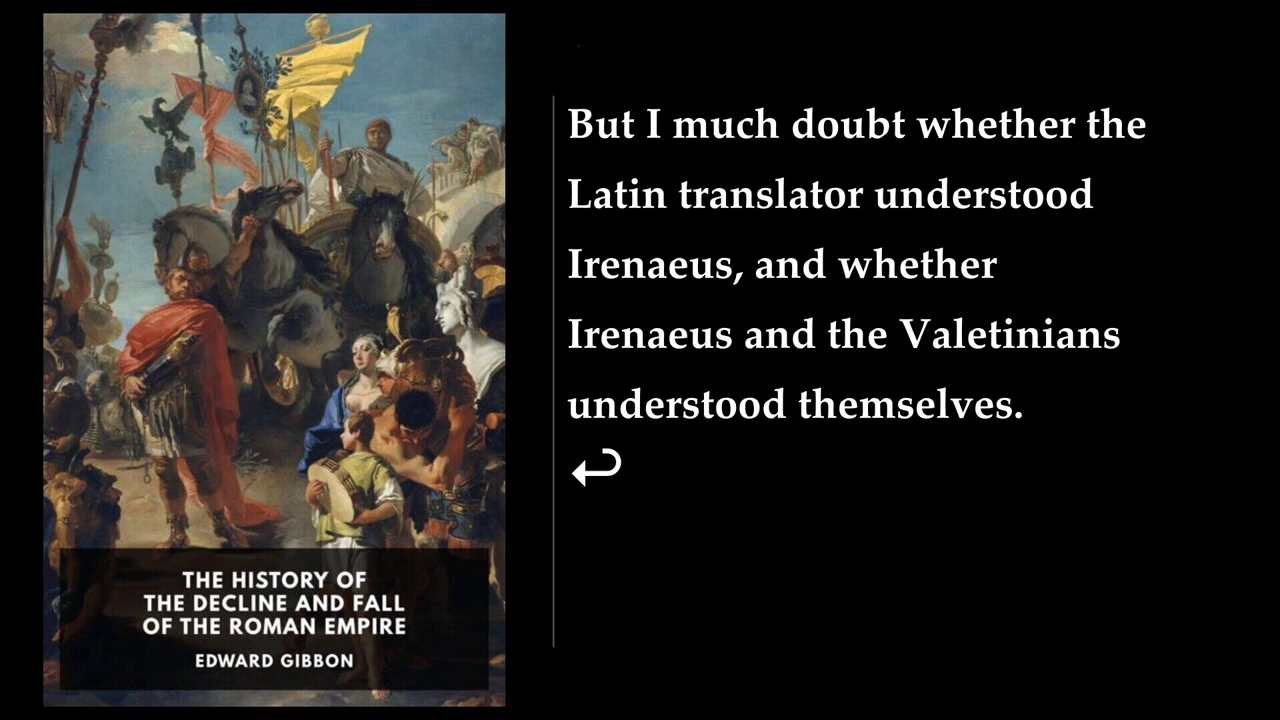 THE HISTORY OF
THE DECLINE AND FALL
OF THE ROMAN EMPIRE
EDWARD GIBBON
But I much doubt whether the
Latin translator understood
Irenaeus, and whether
Irenaeus and the Valetinians
understood themselves.
↩